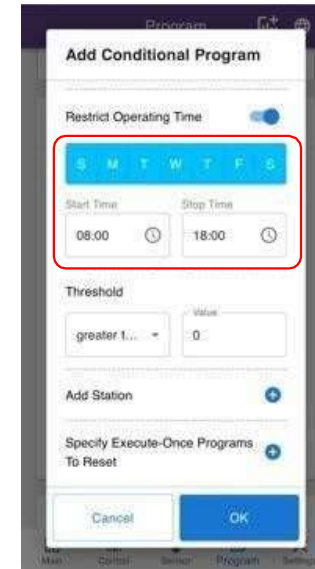 Program
Add Conditional Program
Restrict Operating Time
S M T W T F S
Start Time Stop Time
08:00 18:00
Threshold
Value
greater t... 0
Add Station
Specify Execute-Once Programs
To Reset
Cancel OK
Main Control Sensor Program Settings